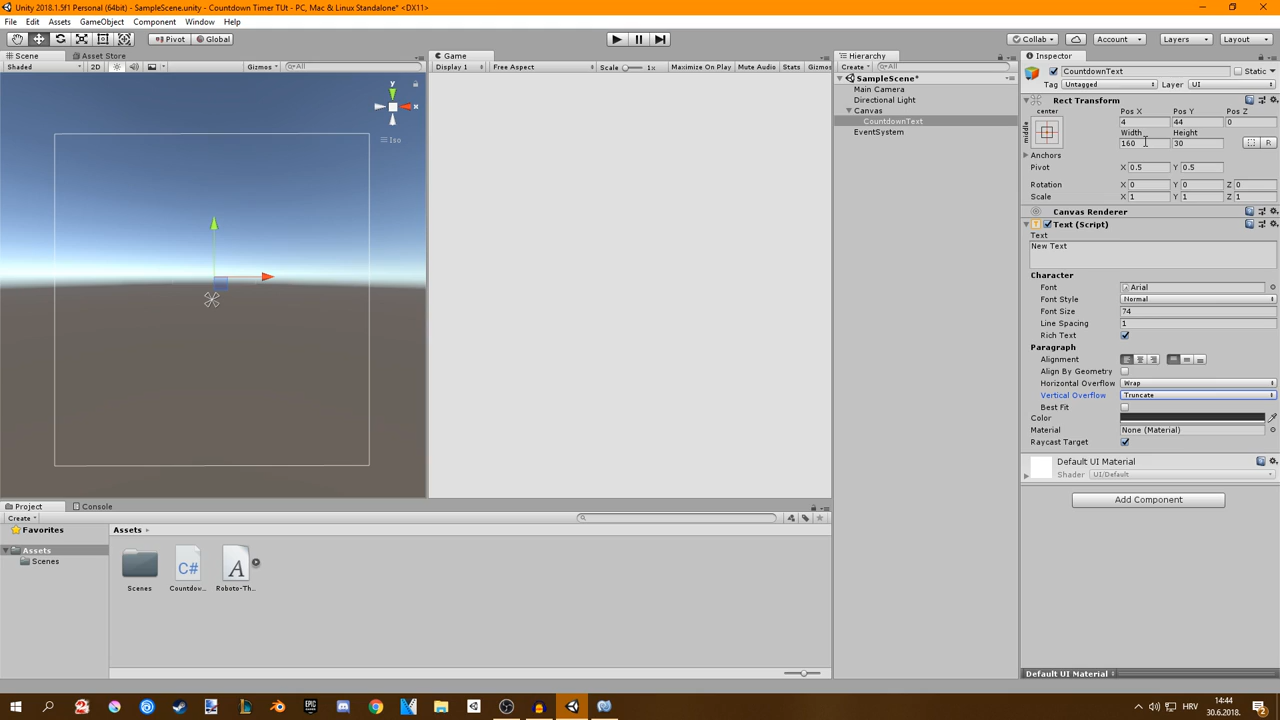 Unity 2018.1.5f1 Personal (64bit) - SampleScene.unity - Countdown Timer TUt - PC, Mac & Linux Standalone* <DX11>
File Edit Assets GameObject Component Window Help
Pivot Global Collab Account Layers Layout
Scene Asset Store Game Hierarchy Inspector
Shaded 2D Gizmos All Display 1 Free Aspect Scale 1x Maximize On Play Mute Audio Stats Gizmos Create All
CountdownText Static
SampleScene*
Tag Untagged Layer UI
Main Camera
Directional Light
Canvas
CountdownText
EventSystem
Rect Transform
center
middle
Pos X Pos Y Pos Z
4 44 0
Width Height
160 30 R
Anchors
Pivot X 0.5 Y 0.5
Rotation X 0 Y 0 Z 0
Scale X 1 Y 1 Z 1
Canvas Renderer
Text (Script)
Text
New Text
Character
Font Arial
Font Style Normal
Font Size 74
Line Spacing 1
Rich Text
Paragraph
Alignment
Align By Geometry
Horizontal Overflow Wrap
Vertical Overflow Truncate
Best Fit
Color
Material None (Material)
Raycast Target
Default UI Material
Shader UI/Default
Add Component
y
x
Iso
Project Console
Create
Favorites
Assets
Scenes
Assets
Scenes Countdow... Roboto-Th...
Default UI Material
HRV 14:44
30.6.2018.